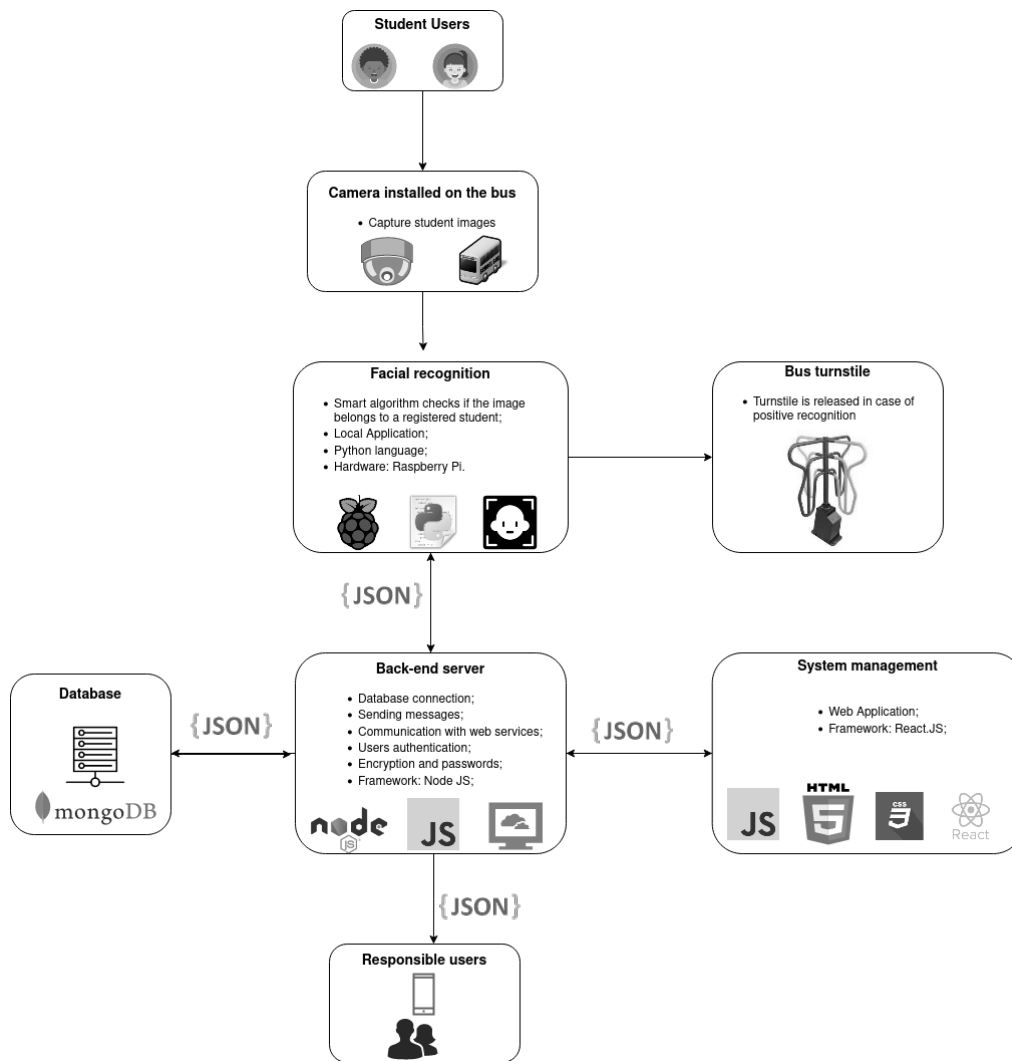 Student Users
Camera installed on the bus
• Capture student images
Facial recognition
• Smart algorithm checks if the image
belongs to a registered student;
• Local Application;
• Python language;
• Hardware: Raspberry Pi.
Bus turnstile
• Turnstile is released in case of
positive recognition
{JSON}
Back-end server
• Database connection;
• Sending messages;
• Communication with web services;
• Users authentication;
• Encryption and passwords;
• Framework: Node JS;
node
JS
JS
Database
mongoDB
{JSON}
{JSON}
System management
• Web Application;
• Framework: React.JS;
JS
HTML
5
CSS
3
React
{JSON}
Responsible users